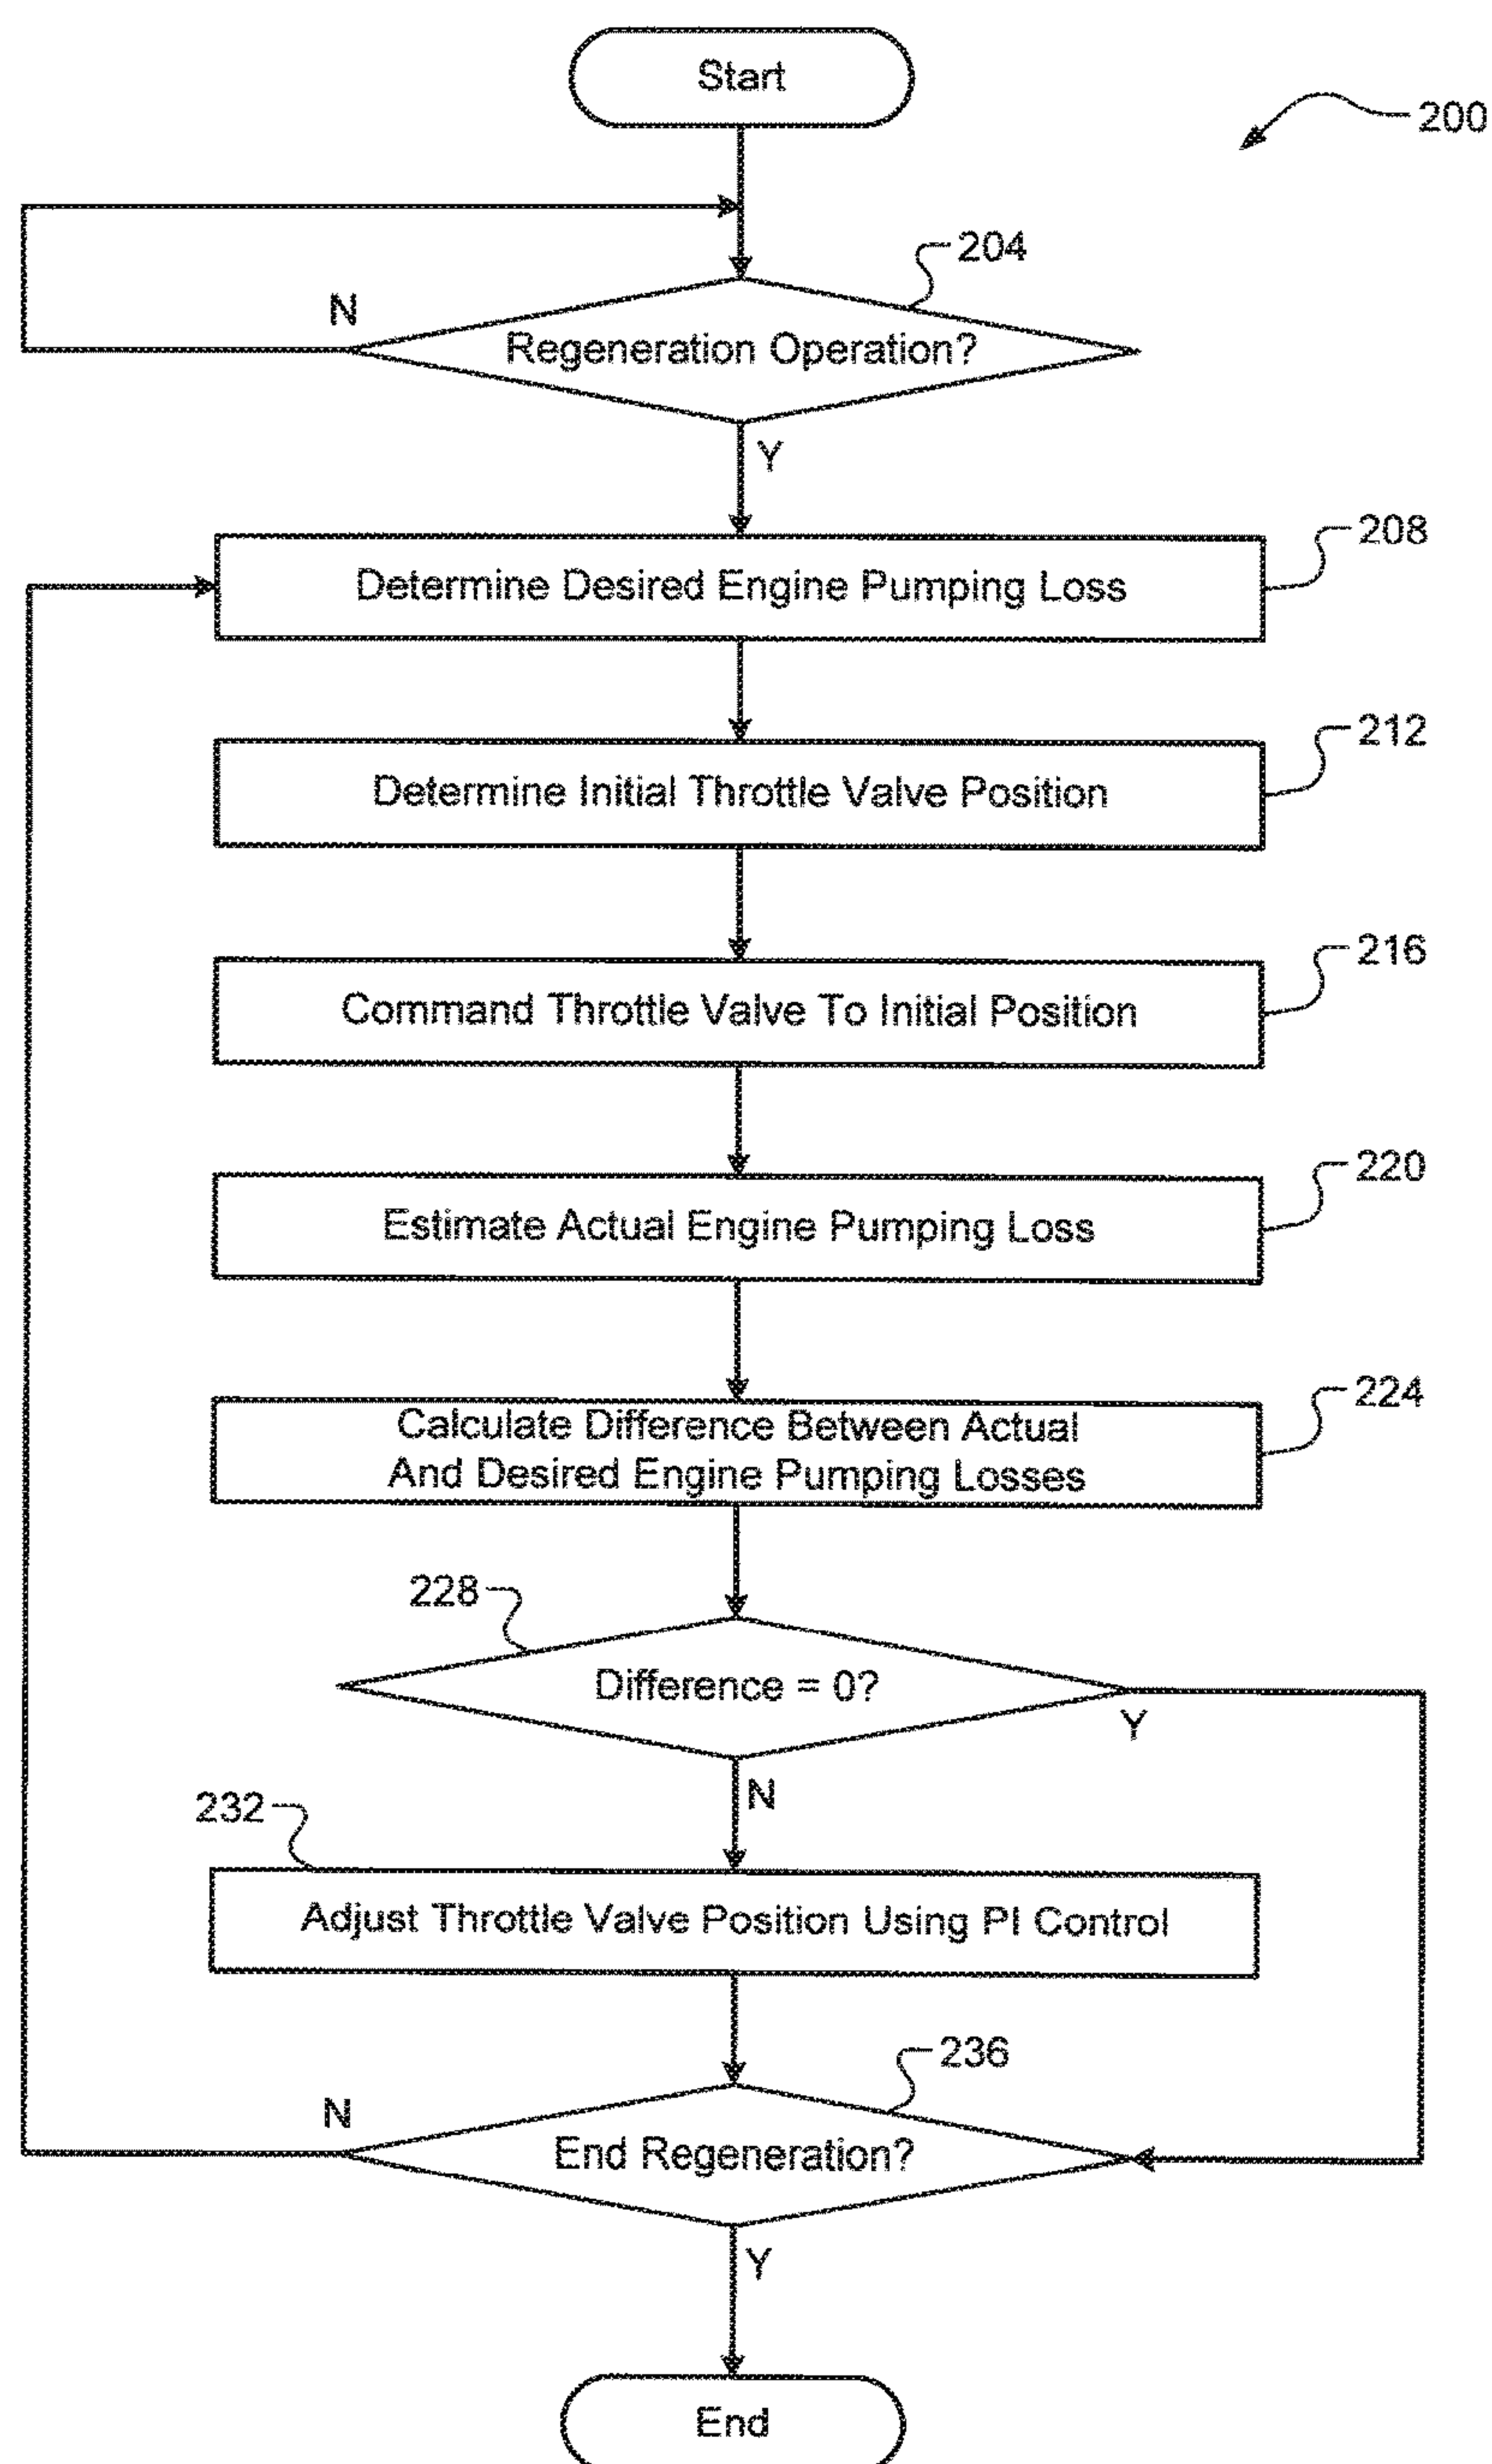 Start
200
204
N
Regeneration Operation?
Y
208
Determine Desired Engine Pumping Loss
212
Determine Initial Throttle Valve Position
216
Command Throttle Valve To Initial Position
220
Estimate Actual Engine Pumping Loss
224
Calculate Difference Between Actual
And Desired Engine Pumping Losses
228
Difference = 0?
Y
N
232
Adjust Throttle Valve Position Using PI Control
236
N
End Regeneration?
Y
End